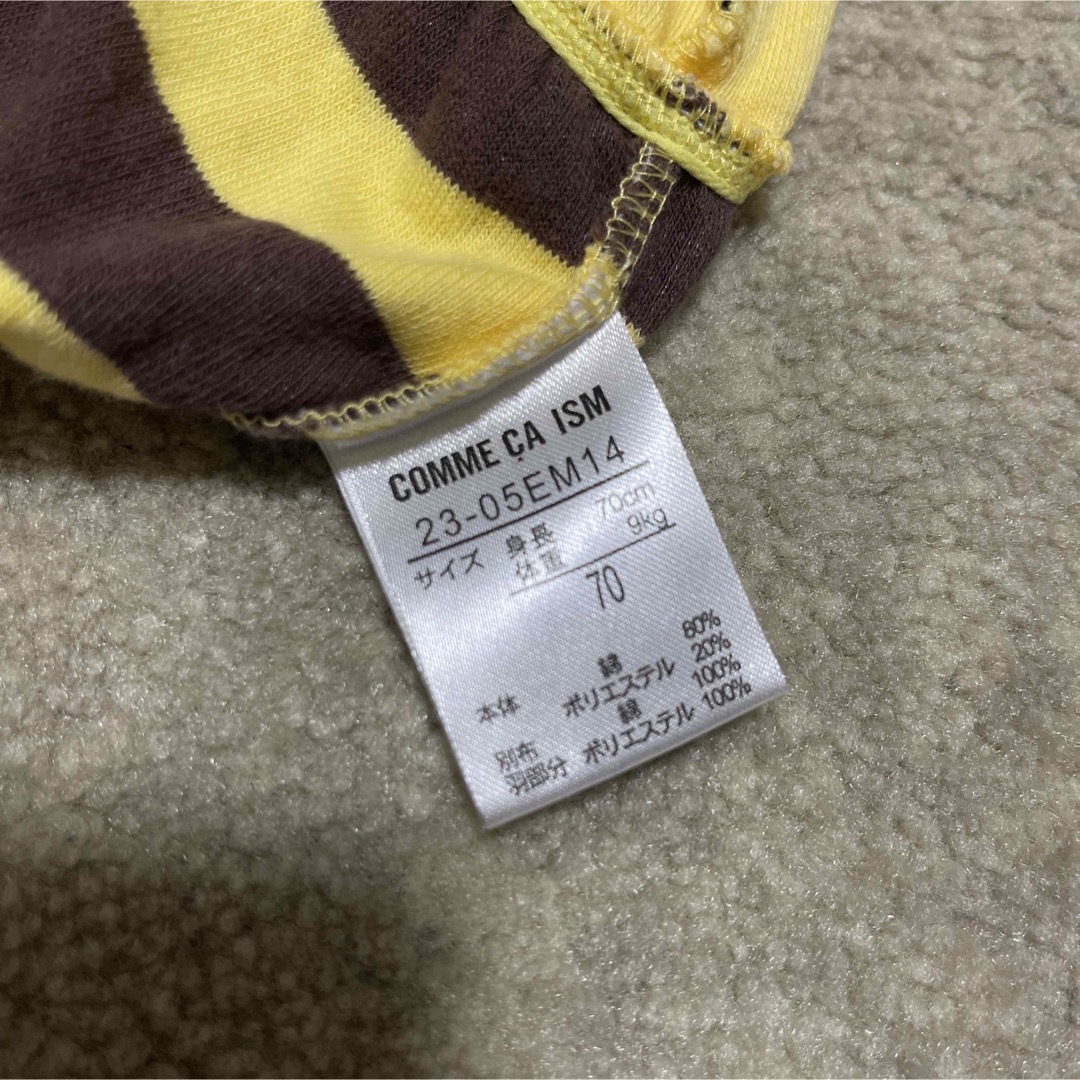 COMME ÇA ISM
23-05EM14
サイズ 身長 70cm
体重 9kg
70
本体 綿 80%
ポリエステル 20%
別布 綿 100%
羽部分 ポリエステル 100%